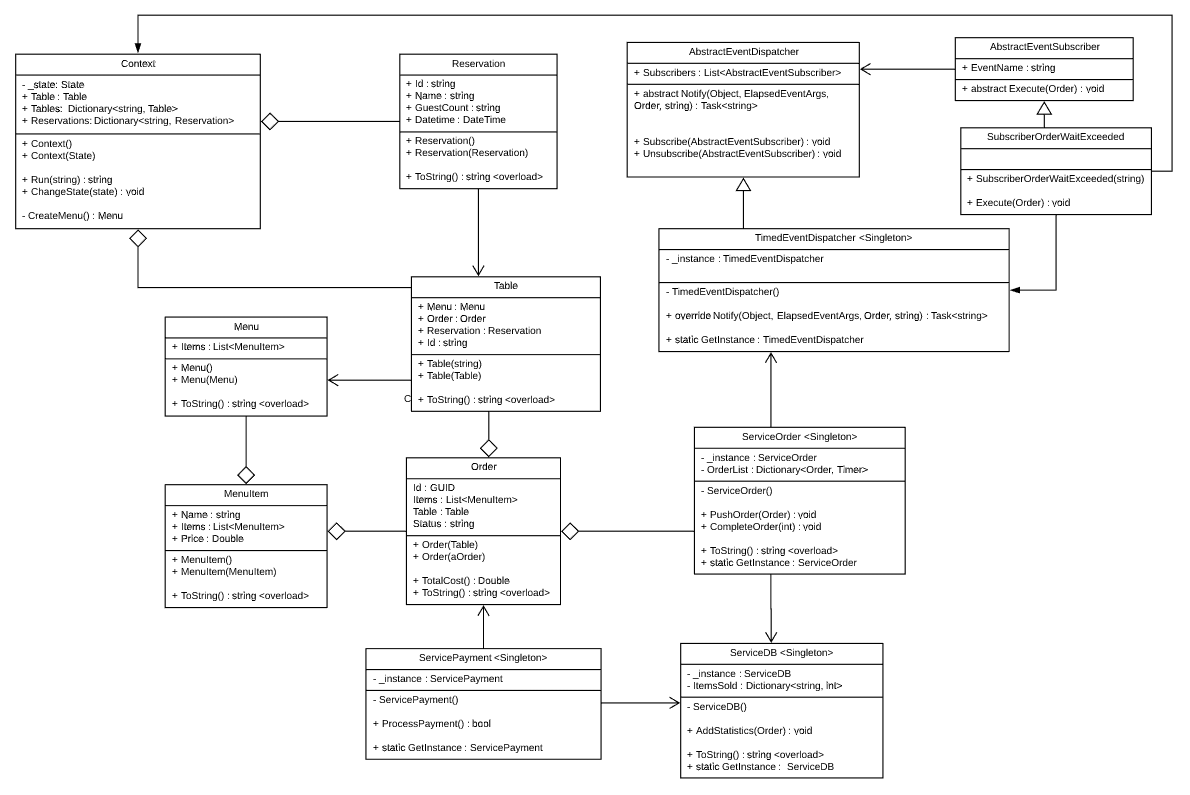 Context
- _state: State
+ Table : Table
+ Tables: Dictionary<string, Table>
+ Reservations: Dictionary<string, Reservation>
+ Context()
+ Context(State)
+ Run(string) : string
+ ChangeState(state) : void
- CreateMenu() : Menu
Reservation
+ Id : string
+ Name : string
+ GuestCount : string
+ Datetime : DateTime
+ Reservation()
+ Reservation(Reservation)
+ ToString() : string <overload>
AbstractEventDispatcher
+ Subscribers : List<AbstractEventSubscriber>
+ abstract Notify(Object, ElapsedEventArgs,
Order, string) : Task<string>
+ Subscribe(AbstractEventSubscriber) : void
+ Unsubscribe(AbstractEventSubscriber) : void
AbstractEventSubscriber
+ EventName : string
+ abstract Execute(Order) : void
SubscriberOrderWaitExceeded
+ SubscriberOrderWaitExceeded(string)
+ Execute(Order) : void
TimedEventDispatcher <Singleton>
- _instance : TimedEventDispatcher
- TimedEventDispatcher()
+ override Notify(Object, ElapsedEventArgs, Order, string) : Task<string>
+ static GetInstance : TimedEventDispatcher
Table
+ Menu : Menu
+ Order : Order
+ Reservation : Reservation
+ Id : string
+ Table(string)
+ Table(Table)
C
+ ToString() : string <overload>
Menu
+ Items : List<MenuItem>
+ Menu()
+ Menu(Menu)
+ ToString() : string <overload>
MenuItem
+ Name : string
+ Items : List<MenuItem>
+ Price : Double
+ MenuItem()
+ MenuItem(MenuItem)
+ ToString() : string <overload>
Order
Id : GUID
Items : List<MenuItem>
Table : Table
Status : string
+ Order(Table)
+ Order(aOrder)
+ TotalCost() : Double
+ ToString() : string <overload>
ServiceOrder <Singleton>
- _instance : ServiceOrder
- OrderList : Dictionary<Order, Timer>
- ServiceOrder()
+ PushOrder(Order) : void
+ CompleteOrder(int) : void
+ ToString() : string <overload>
+ static GetInstance : ServiceOrder
ServicePayment <Singleton>
- _instance : ServicePayment
- ServicePayment()
+ ProcessPayment() : bool
+ static GetInstance : ServicePayment
ServiceDB <Singleton>
- _instance : ServiceDB
- ItemsSold : Dictionary<string, Int>
- ServiceDB()
+ AddStatistics(Order) : void
+ ToString() : string <overload>
+ static GetInstance : ServiceDB